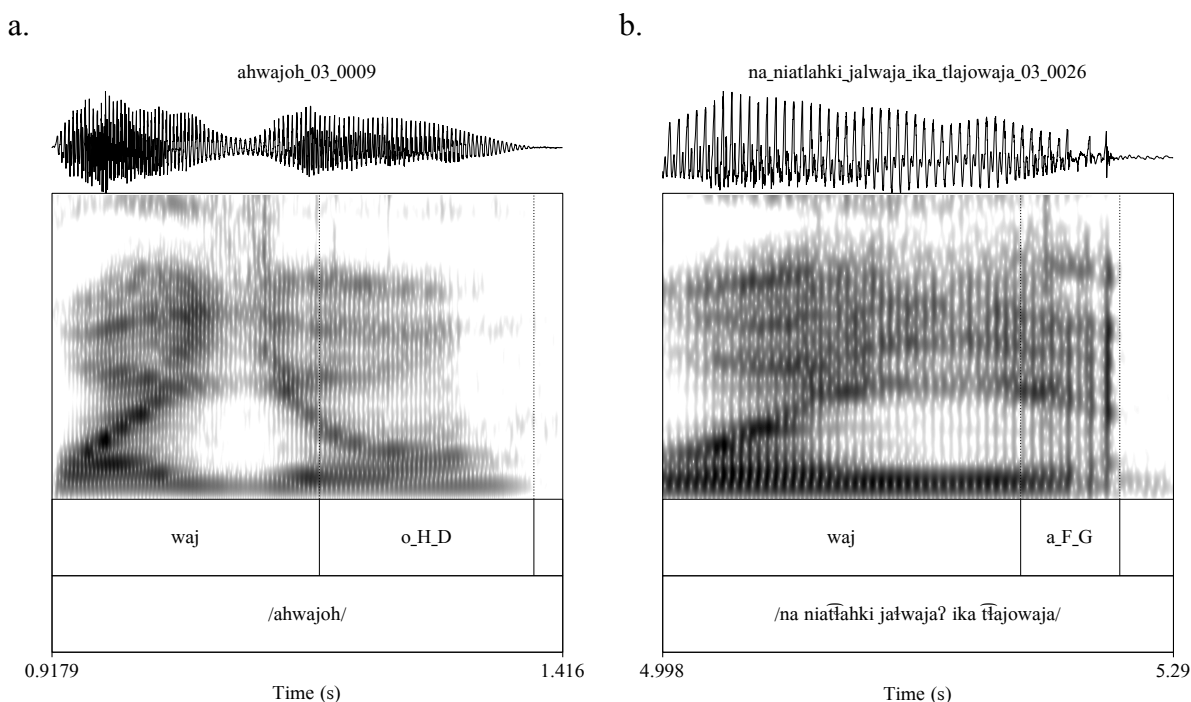 a.
ahwajoh_03_0009
waj
o_H_D
/ahwajoh/
0.9179
1.416
Time (s)
b.
na_niatlahki_jalwaja_ika_tlajowaja_03_0026
waj
a_F_G
/na niat͡ɬahki jaɬwajaʔ ika t͡ɬajowaja/
4.998
5.29
Time (s)